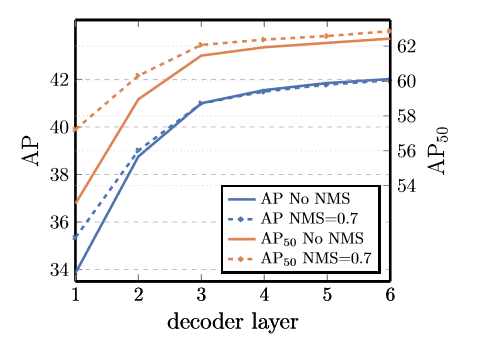 42
40
38
36
34
AP
62
60
58
56
54
AP50
AP No NMS
AP NMS=0.7
AP50 No NMS
AP50 NMS=0.7
1 2 3 4 5 6
decoder layer